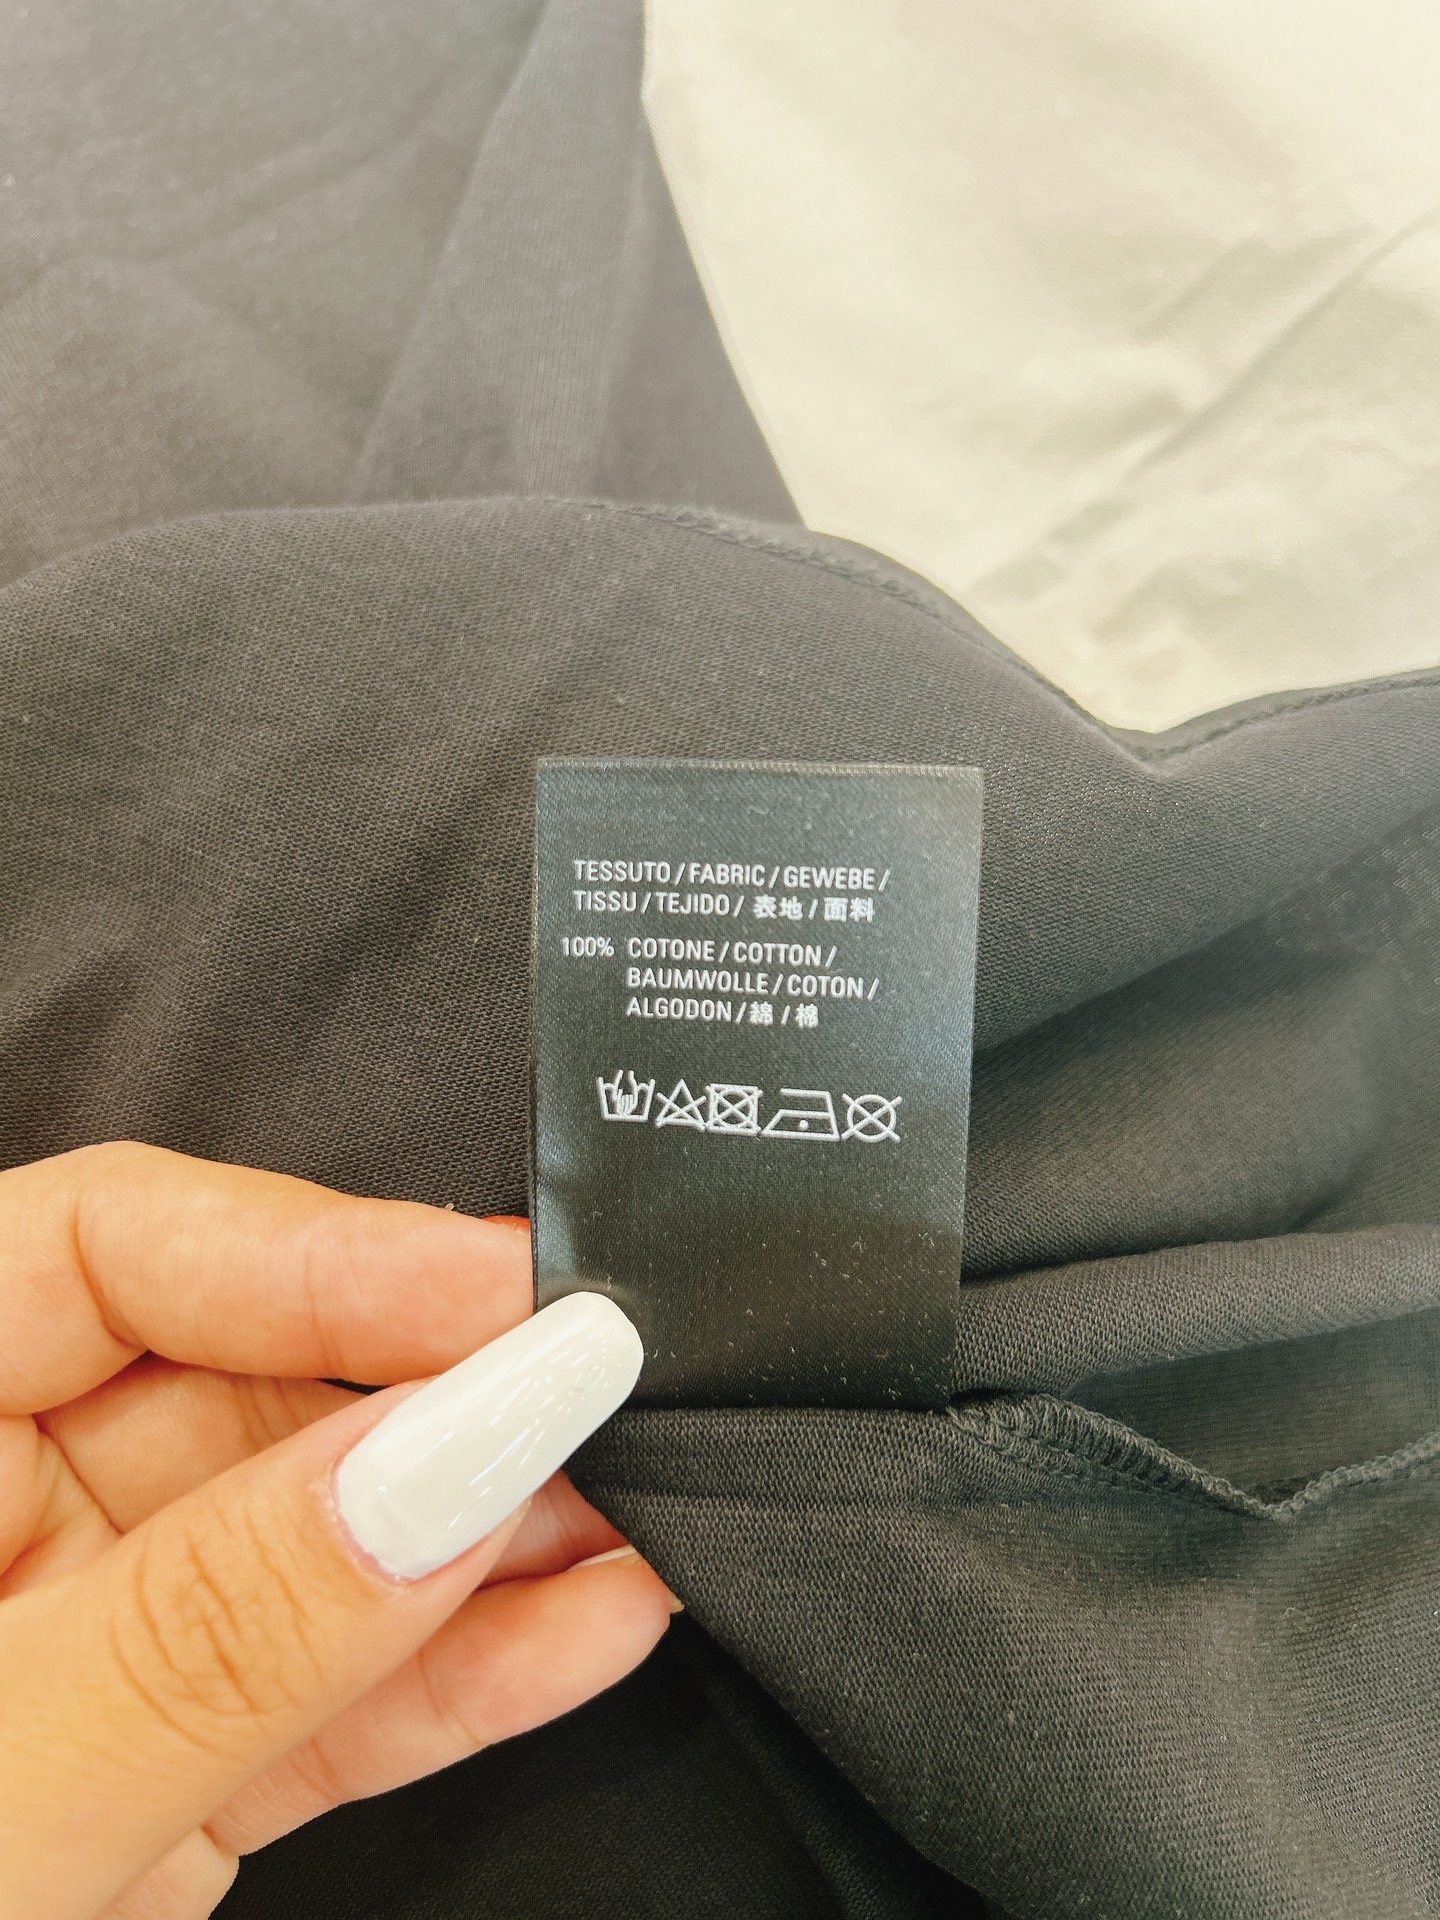 TESSUTO / FABRIC / GEWEBE /
TISSU / TEJIDO / 表地 / 面料
100% COTONE / COTTON /
BAUMWOLLE / COTON /
ALGODON / 綿 / 棉